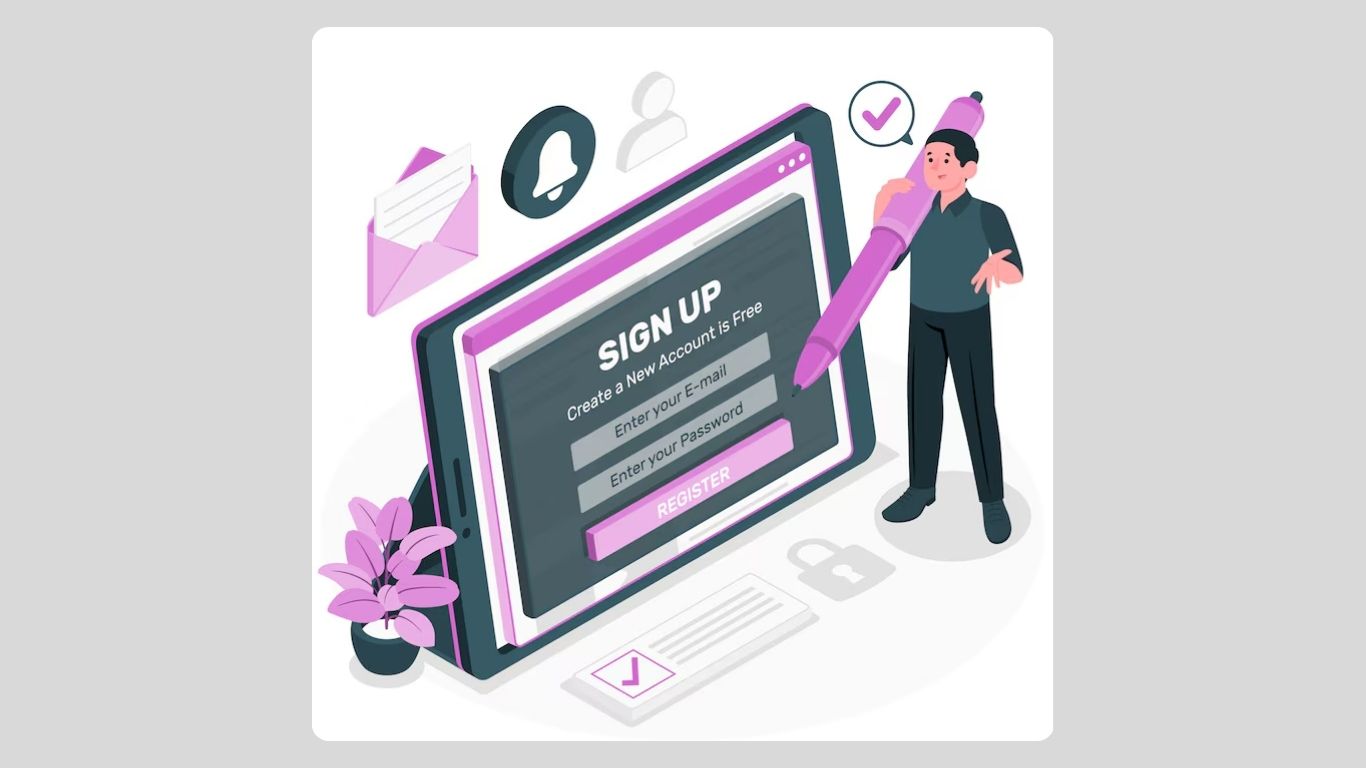 SIGN UP
Create a New Account is Free
Enter your E-mail
Enter your Password
REGISTER